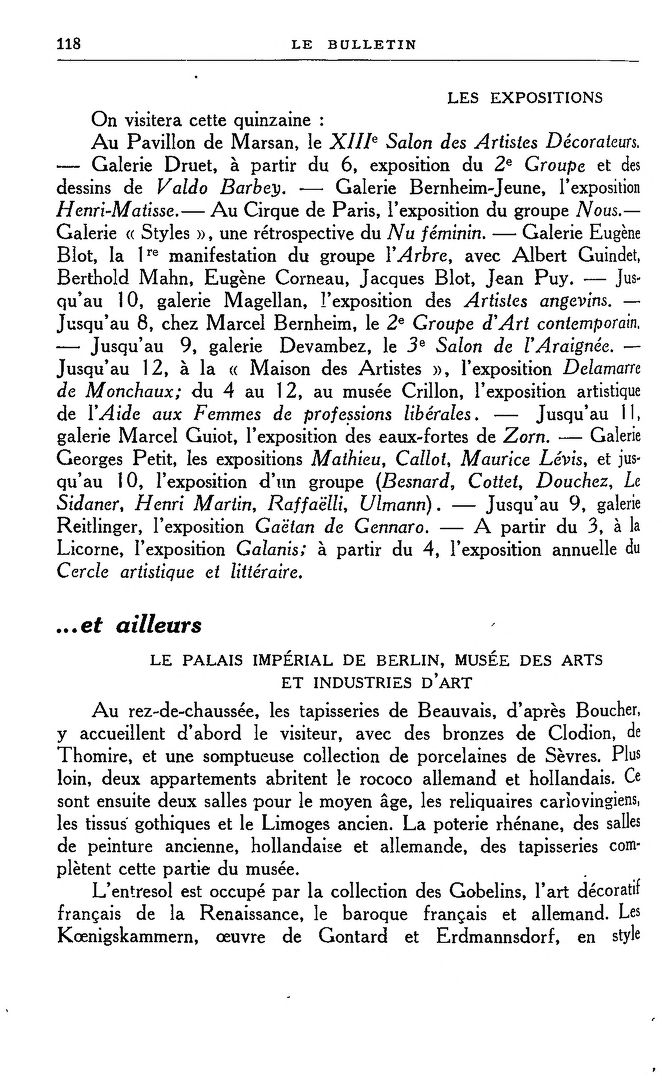 118
LE BULLETIN
LES EXPOSITIONS
On visitera cette quinzaine :
Au Pavillon de Marsan, le XIIIe Salon des Artistes Décorateurs.
— Galerie Druet, à partir du 6, exposition du 2e Groupe et des
dessins de Valdo Barbey. — Galerie Bernheim-Jeune, l'exposition
Henri-Matisse.— Au Cirque de Paris, l'exposition du groupe Nous.—
Galerie « Styles », une rétrospective du Nu féminin. — Galerie Eugène
Blot, la 1re manifestation du groupe l'Arbre, avec Albert Guindet,
Berthold Mahn, Eugène Corneau, Jacques Blot, Jean Puy. — Jus-
qu'au 10, galerie Magellan, l'exposition des Artistes angevins. —
Jusqu'au 8, chez Marcel Bernheim, le 2e Groupe d'Art contemporain.
— Jusqu'au 9, galerie Devambez, le 3e Salon de l'Araignée. —
Jusqu'au 12, à la « Maison des Artistes », l'exposition Delamarre
de Monchaux; du 4 au 12, au musée Crillon, l'exposition artistique
de l'Aide aux Femmes de professions libérales. — Jusqu'au 11,
galerie Marcel Guiot, l'exposition des eaux-fortes de Zorn. — Galerie
Georges Petit, les expositions Mathieu, Callot, Maurice Lévis, et jus-
qu'au 10, l'exposition d'un groupe (Besnard, Cottet, Douchez, Le
Sidaner, Henri Martin, Raffaëlli, Ulmann). — Jusqu'au 9, galerie
Reitlinger, l'exposition Gaëtan de Gennaro. — A partir du 3, à la
Licorne, l'exposition Galanis; à partir du 4, l'exposition annuelle du
Cercle artistique et littéraire.
...et ailleurs
LE PALAIS IMPÉRIAL DE BERLIN, MUSÉE DES ARTS
ET INDUSTRIES D'ART
Au rez-de-chaussée, les tapisseries de Beauvais, d'après Boucher,
y accueillent d'abord le visiteur, avec des bronzes de Clodion, de
Thomire, et une somptueuse collection de porcelaines de Sèvres. Plus
loin, deux appartements abritent le rococo allemand et hollandais. Ce
sont ensuite deux salles pour le moyen âge, les reliquaires carlovingiens,
les tissus gothiques et le Limoges ancien. La poterie rhénane, des salles
de peinture ancienne, hollandaise et allemande, des tapisseries com-
plètent cette partie du musée.
L'entresol est occupé par la collection des Gobelins, l'art décoratif
français de la Renaissance, le baroque français et allemand. Les
Kœnigskammern, œuvre de Gontard et Erdmannsdorf, en style